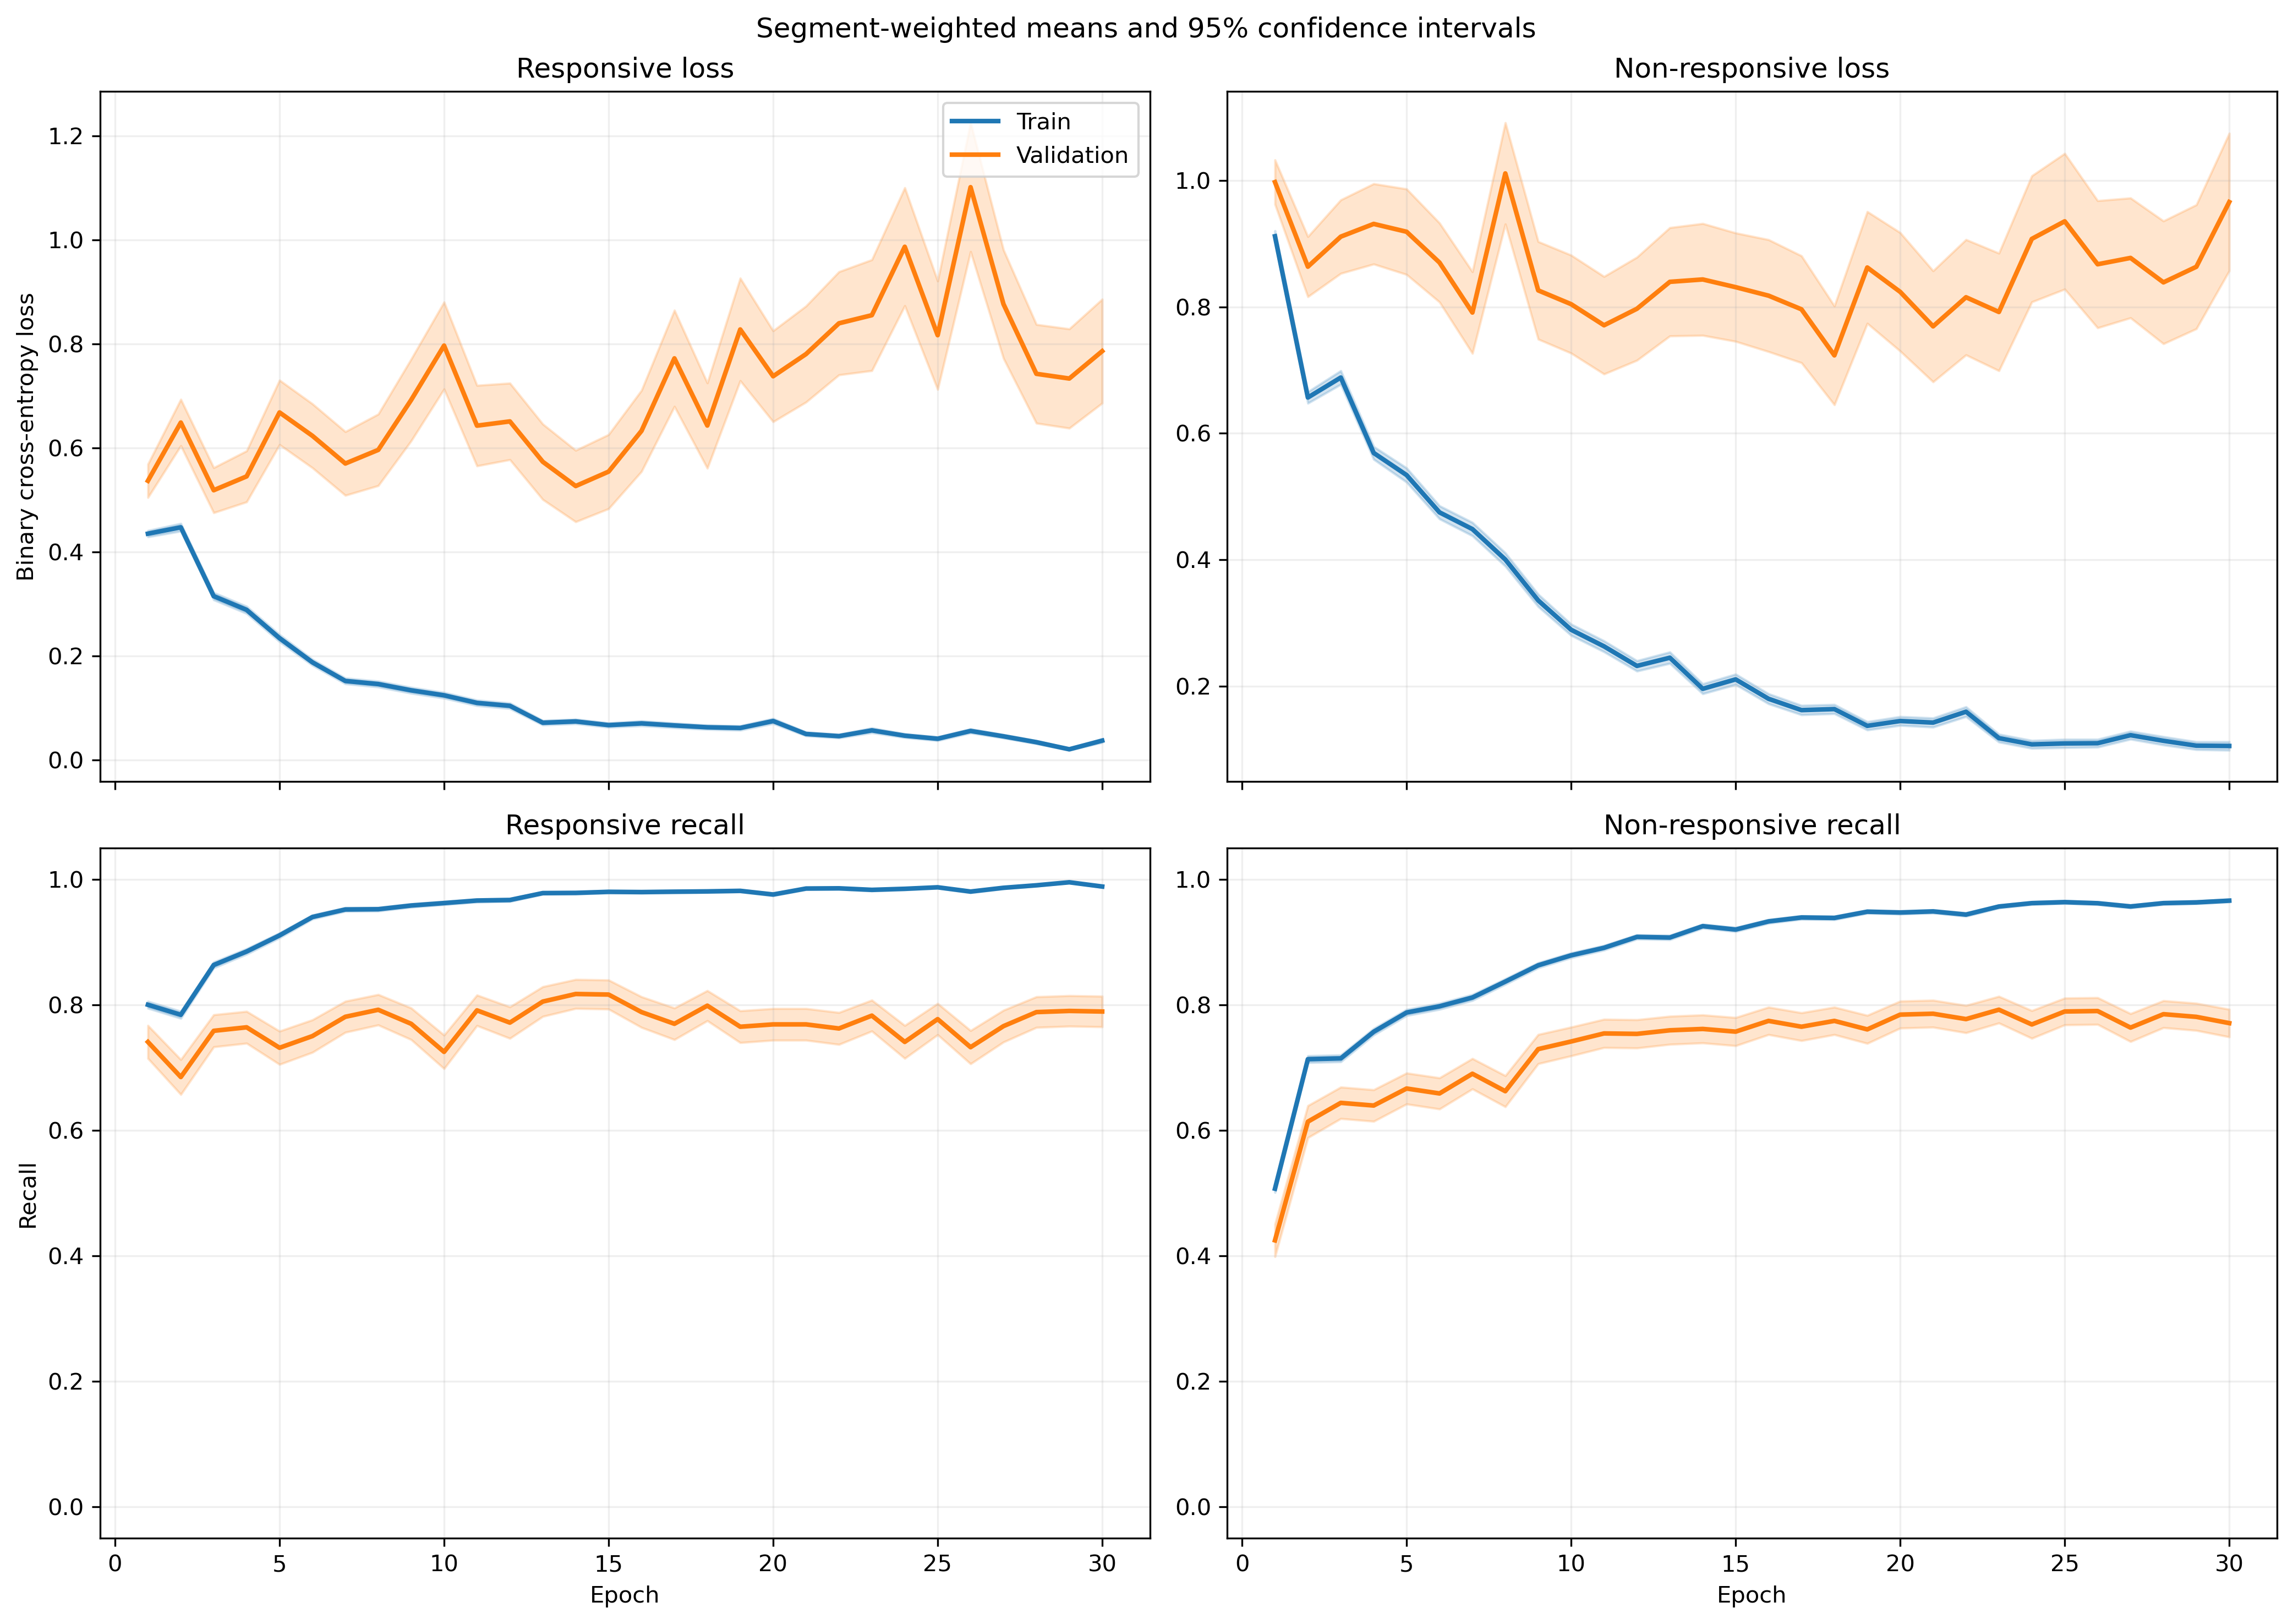 Segment-weighted means and 95% confidence intervals
Responsive loss
Non-responsive loss
Train
Validation
Binary cross-entropy loss
1.2
1.0
0.8
0.6
0.4
0.2
0.0
1.0
0.8
0.6
0.4
0.2
Responsive recall
Non-responsive recall
Recall
1.0
0.8
0.6
0.4
0.2
0.0
1.0
0.8
0.6
0.4
0.2
0.0
0 5 10 15 20 25 30
0 5 10 15 20 25 30
Epoch
Epoch